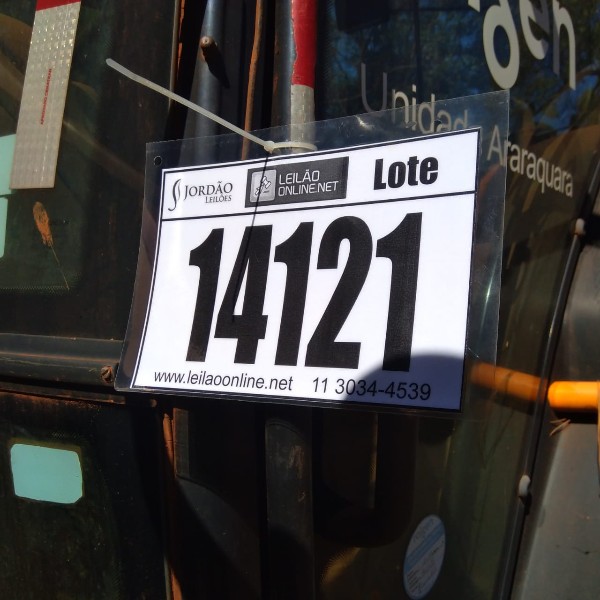 Unidad Araraquara
JORDÃO
LEILÕES
LEILÃO
ONLINE.NET
Lote
14121
www.leilaoonline.net 11 3034-4539